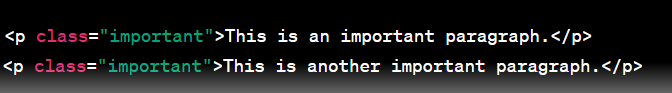 <p class="important">This is an important paragraph.</p>
<p class="important">This is another important paragraph.</p>